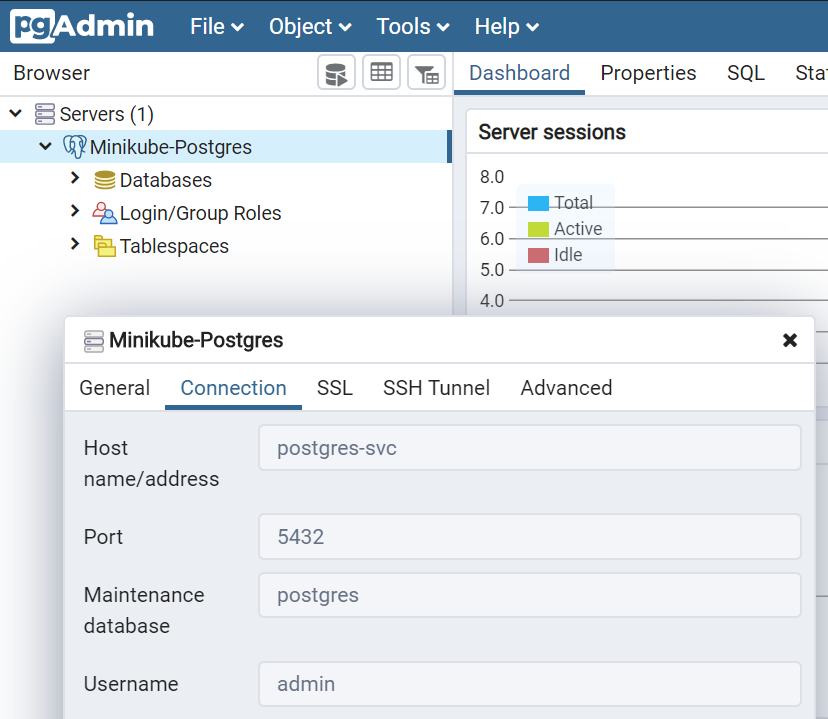 pgAdmin File Object Tools Help
Browser
Dashboard Properties SQL Sta
Servers (1)
Minikube-Postgres
Databases
Login/Group Roles
Tablespaces
Server sessions
8.0
7.0
6.0
5.0
4.0
Total
Active
Idle
Minikube-Postgres
General Connection SSL SSH Tunnel Advanced
Host
name/address
postgres-svc
Port 5432
Maintenance
database
postgres
Username admin